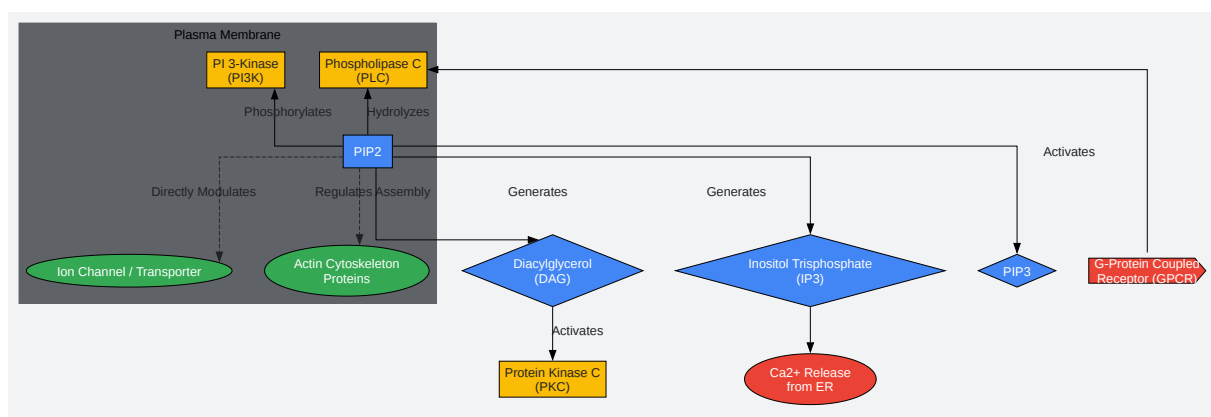 Plasma Membrane
PI 3-Kinase
(PI3K)
Phospholipase C
(PLC)
Phosphorylates
Hydrolyzes
PIP2
Activates
Directly Modulates
Regulates Assembly
Generates
Generates
Ion Channel / Transporter
Actin Cytoskeleton
Proteins
Diacylglycerol
(DAG)
Inositol Trisphosphate
(IP3)
PIP3
G-Protein Coupled
Receptor (GPCR)
Activates
Protein Kinase C
(PKC)
Ca2+ Release
from ER